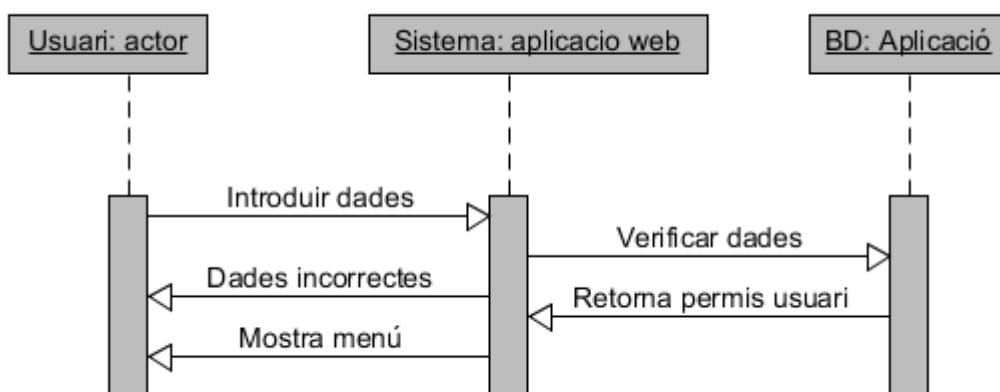 Usuari: actor
Sistema: aplicacio web
BD: Aplicació
Introduir dades
Verificar dades
Dades incorrectes
Retorna permis usuari
Mostra menú